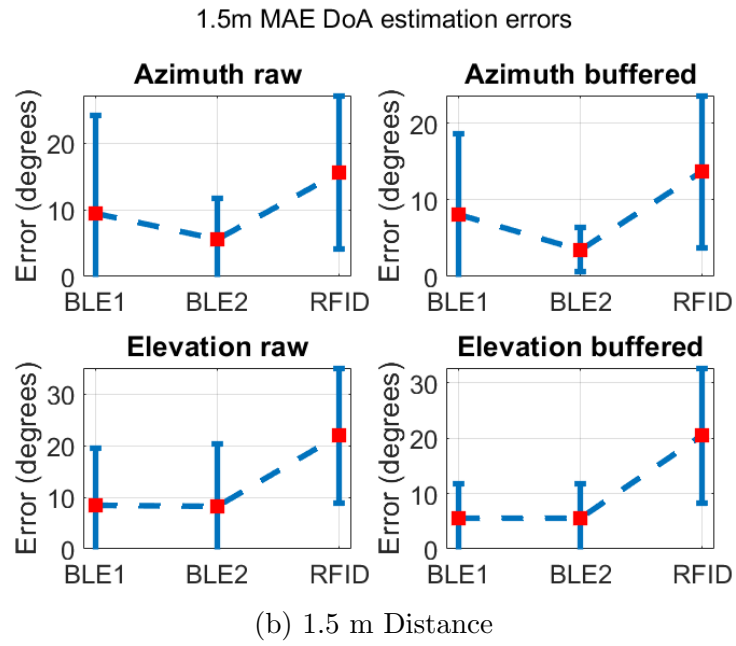 1.5m MAE DoA estimation errors
Azimuth raw
Error (degrees)
20
10
0
BLE1 BLE2 RFID
Azimuth buffered
Error (degrees)
20
10
0
BLE1 BLE2 RFID
Elevation raw
Error (degrees)
30
20
10
0
BLE1 BLE2 RFID
Elevation buffered
Error (degrees)
30
20
10
0
BLE1 BLE2 RFID
(b) 1.5 m Distance